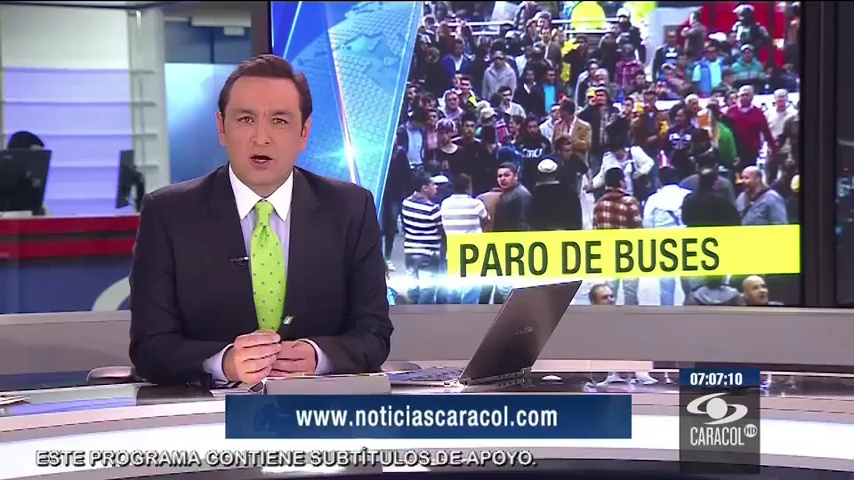 PARO DE BUSES
07:07:10
www.noticiascaracol.com
CARACOL HD
ESTE PROGRAMA CONTIENE SUBTÍTULOS DE APOYO.